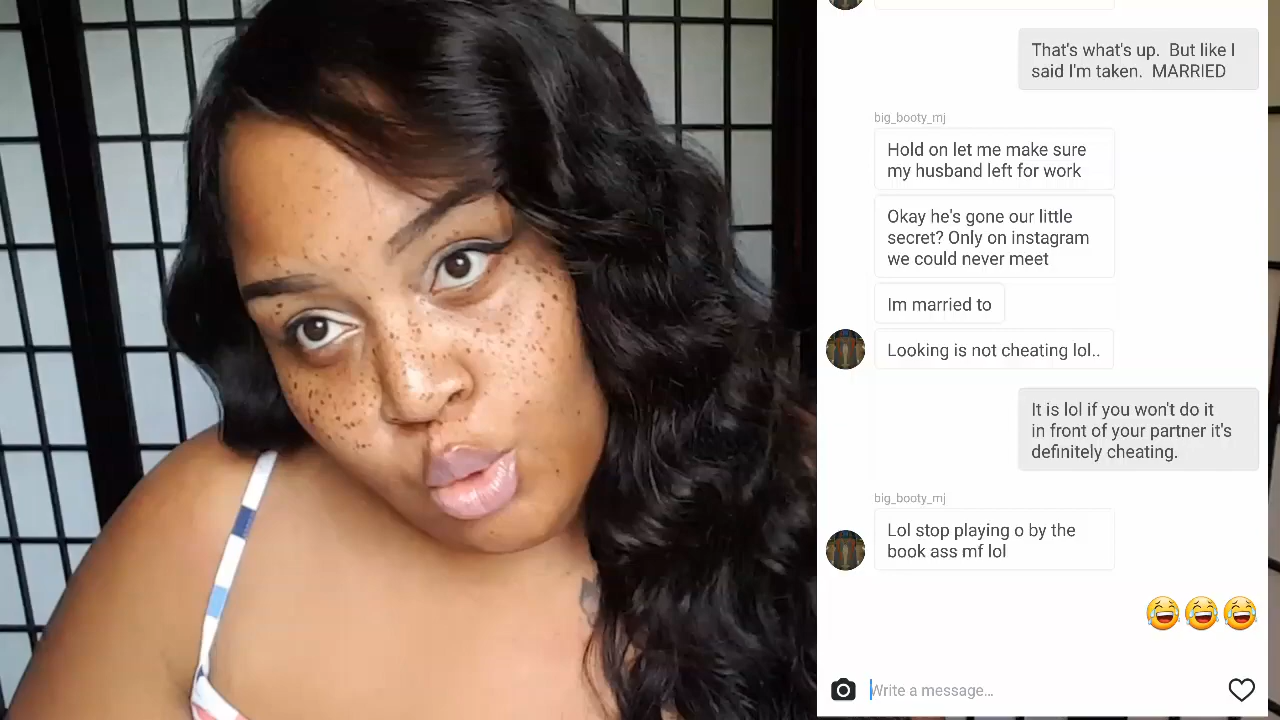 That's what's up.  But like I
said I'm taken.  MARRIED
big_booty_mj
Hold on let me make sure
my husband left for work
Okay he's gone our little
secret? Only on instagram
we could never meet
Im married to
Looking is not cheating lol..
It is lol if you won't do it
in front of your partner it's
definitely cheating.
big_booty_mj
Lol stop playing o by the
book ass mf lol
😂😂😂
Write a message...